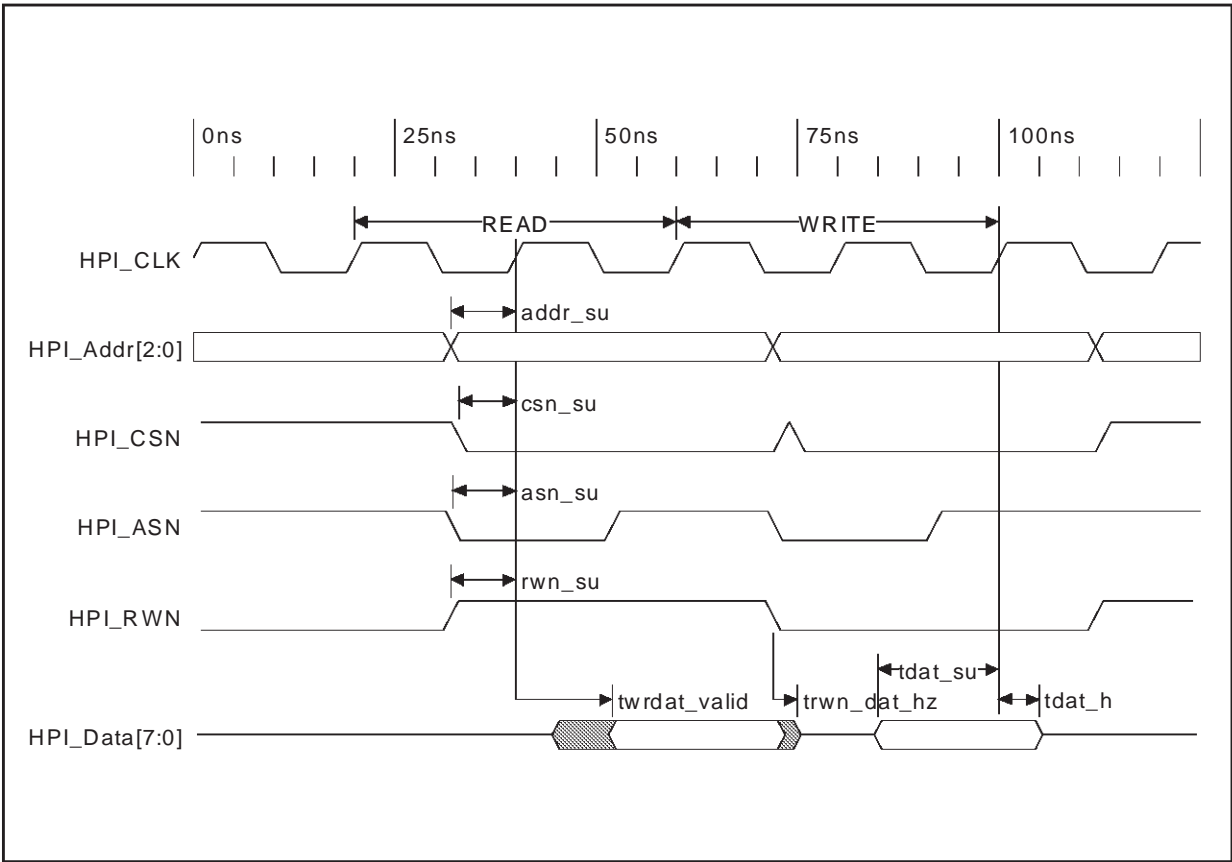 0ns 25ns 50ns 75ns 100ns
READ WRITE
HPI_CLK
addr_su
HPI_Addr[2:0]
csn_su
HPI_CSN
asn_su
HPI_ASN
rwn_su
HPI_RWN
tdat_su
twrdat_valid trwn_dat_hz tdat_h
HPI_Data[7:0]